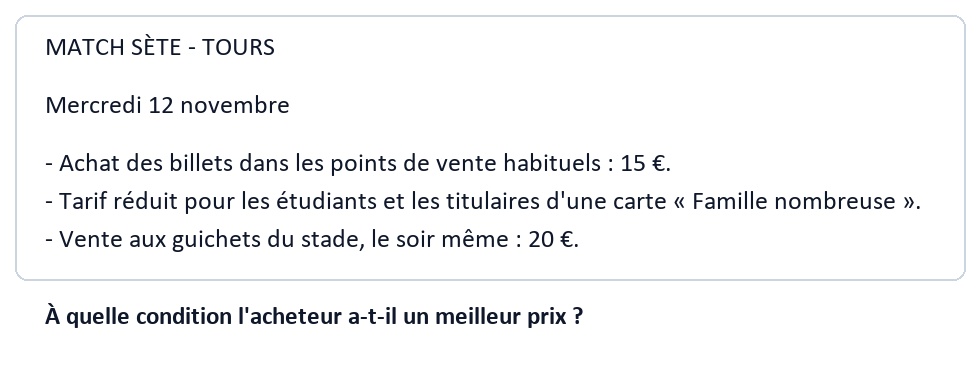 MATCH SÈTE - TOURS
Mercredi 12 novembre
- Achat des billets dans les points de vente habituels : 15 €.
- Tarif réduit pour les étudiants et les titulaires d'une carte « Famille nombreuse ».
- Vente aux guichets du stade, le soir même : 20 €.
À quelle condition l'acheteur a-t-il un meilleur prix ?